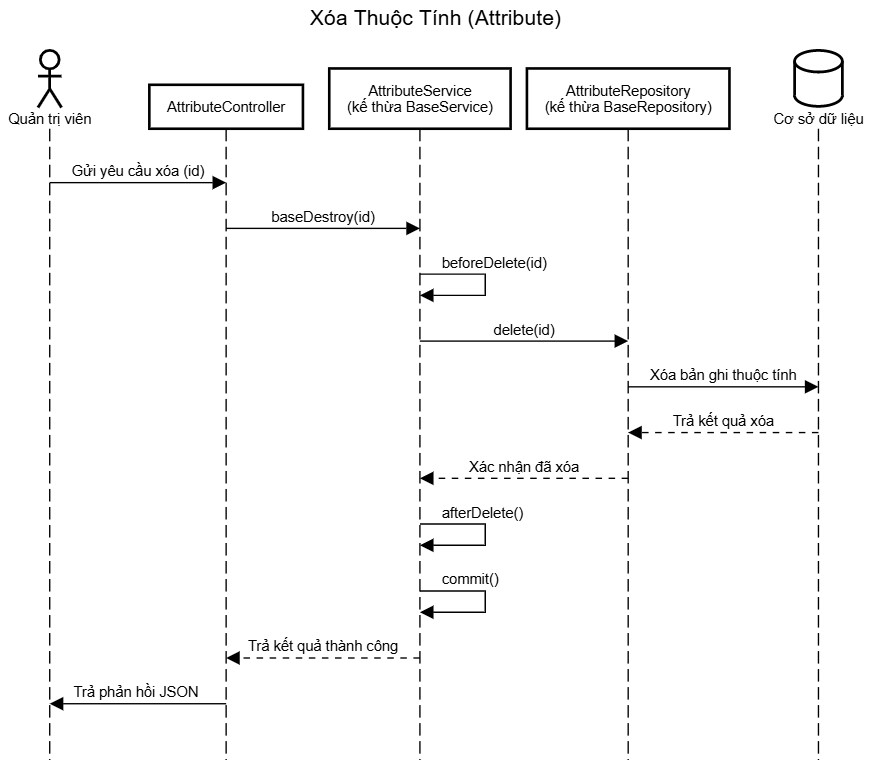 Xóa Thuộc Tính (Attribute)
Quản trị viên
AttributeController
AttributeService
(kế thừa BaseService)
AttributeRepository
(kế thừa BaseRepository)
Cơ sở dữ liệu
Gửi yêu cầu xóa (id)
baseDestroy(id)
beforeDelete(id)
delete(id)
Xóa bản ghi thuộc tính
Trả kết quả xóa
Xác nhận đã xóa
afterDelete()
commit()
Trả kết quả thành công
Trả phản hồi JSON